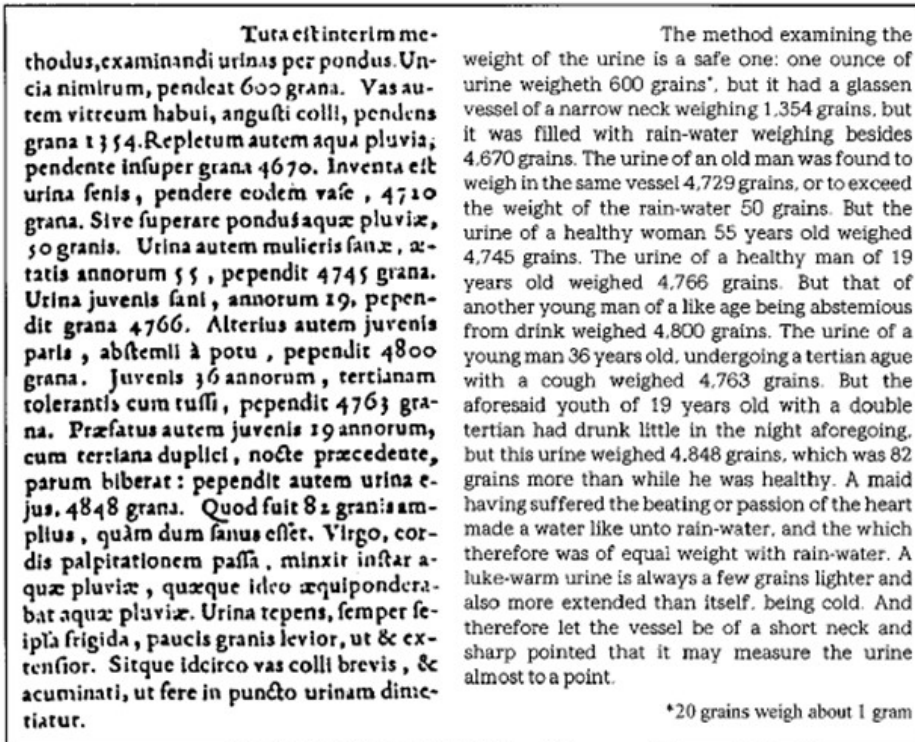 Tuta eſt interim me-
thodus, examinandi urinas per pondus. Un-
cia nimirum, pendeat 600 grana. Vas au-
tem vitreum habui, anguſti colli, pendens
grana 1354. Repletum autem aqua pluvia,
pendente inſuper grana 4670. Inventa eſt
urina ſenis, pendere eodem vaſe, 4720
grana. Sive ſuperare pondus aquæ pluviæ,
50 granis. Urina autem mulieris ſanæ, æ-
tatis annorum 55, pependit 4745 grana.
Urina juvenis ſani, annorum 19, pepen-
dit grana 4766. Alterius autem juvenis
paris, abſtemii à potu, pependit 4800
grana. Juvenis 36 annorum, tertianam
tolerantis cum tuſſi, pependit 4763 gra-
na. Præfatus autem juvenis 19 annorum,
cum tertiana duplici, nocte præcedente,
parum biberat: pependit autem urina e-
jus, 4848 grana. Quod fuit 82 granis am-
plius, quàm dum ſanus eſſet. Virgo, cor-
dis palpitationem paſſa, minxit inſtar a-
quæ pluviæ, quæque ideo æquipondera-
bat aquæ pluviæ. Urina tepens, ſemper ſe-
ipſa frigida, paucis granis levior, ut & ex-
tenſior. Sitque idcirco vas colli brevis, &
acuminati, ut fere in puncto urinam dime-
tiatur.
The method examining the
weight of the urine is a safe one: one ounce of
urine weigheth 600 grains*, but it had a glassen
vessel of a narrow neck weighing 1,354 grains, but
it was filled with rain-water weighing besides
4,670 grains. The urine of an old man was found to
weigh in the same vessel 4,729 grains, or to exceed
the weight of the rain-water 50 grains. But the
urine of a healthy woman 55 years old weighed
4,745 grains. The urine of a healthy man of 19
years old weighed 4,766 grains. But that of
another young man of a like age being abstemious
from drink weighed 4,800 grains. The urine of a
young man 36 years old, undergoing a tertian ague
with a cough weighed 4,763 grains. But the
aforesaid youth of 19 years old with a double
tertian had drunk little in the night aforegoing,
but this urine weighed 4,848 grains, which was 82
grains more than while he was healthy. A maid
having suffered the beating or passion of the heart
made a water like unto rain-water, and the which
therefore was of equal weight with rain-water. A
luke-warm urine is always a few grains lighter and
also more extended than itself, being cold. And
therefore let the vessel be of a short neck and
sharp pointed that it may measure the urine
almost to a point.
*20 grains weigh about 1 gram